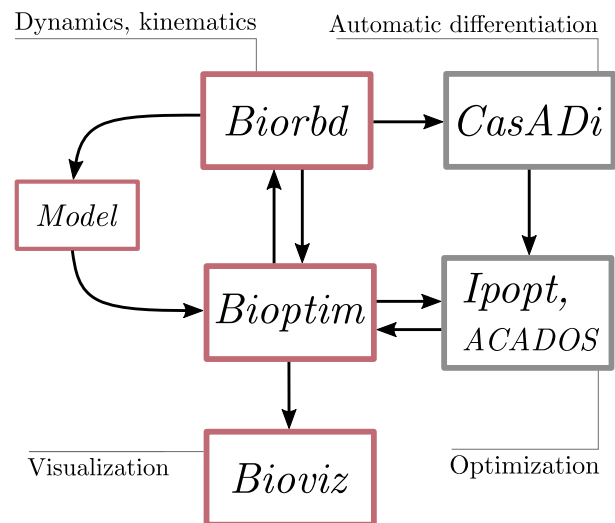 Dynamics, kinematics
Automatic differentiation
Biorbd
CasADi
Model
Bioptim
Ipopt,
ACADOS
Visualization
Optimization
Bioviz